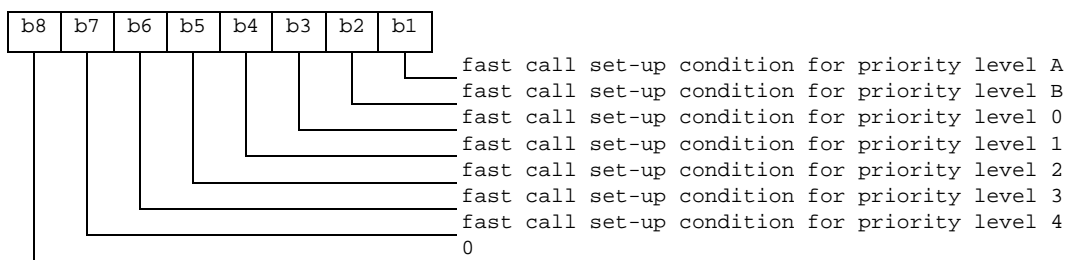 b8 b7 b6 b5 b4 b3 b2 b1
fast call set-up condition for priority level A
fast call set-up condition for priority level B
fast call set-up condition for priority level 0
fast call set-up condition for priority level 1
fast call set-up condition for priority level 2
fast call set-up condition for priority level 3
fast call set-up condition for priority level 4
0